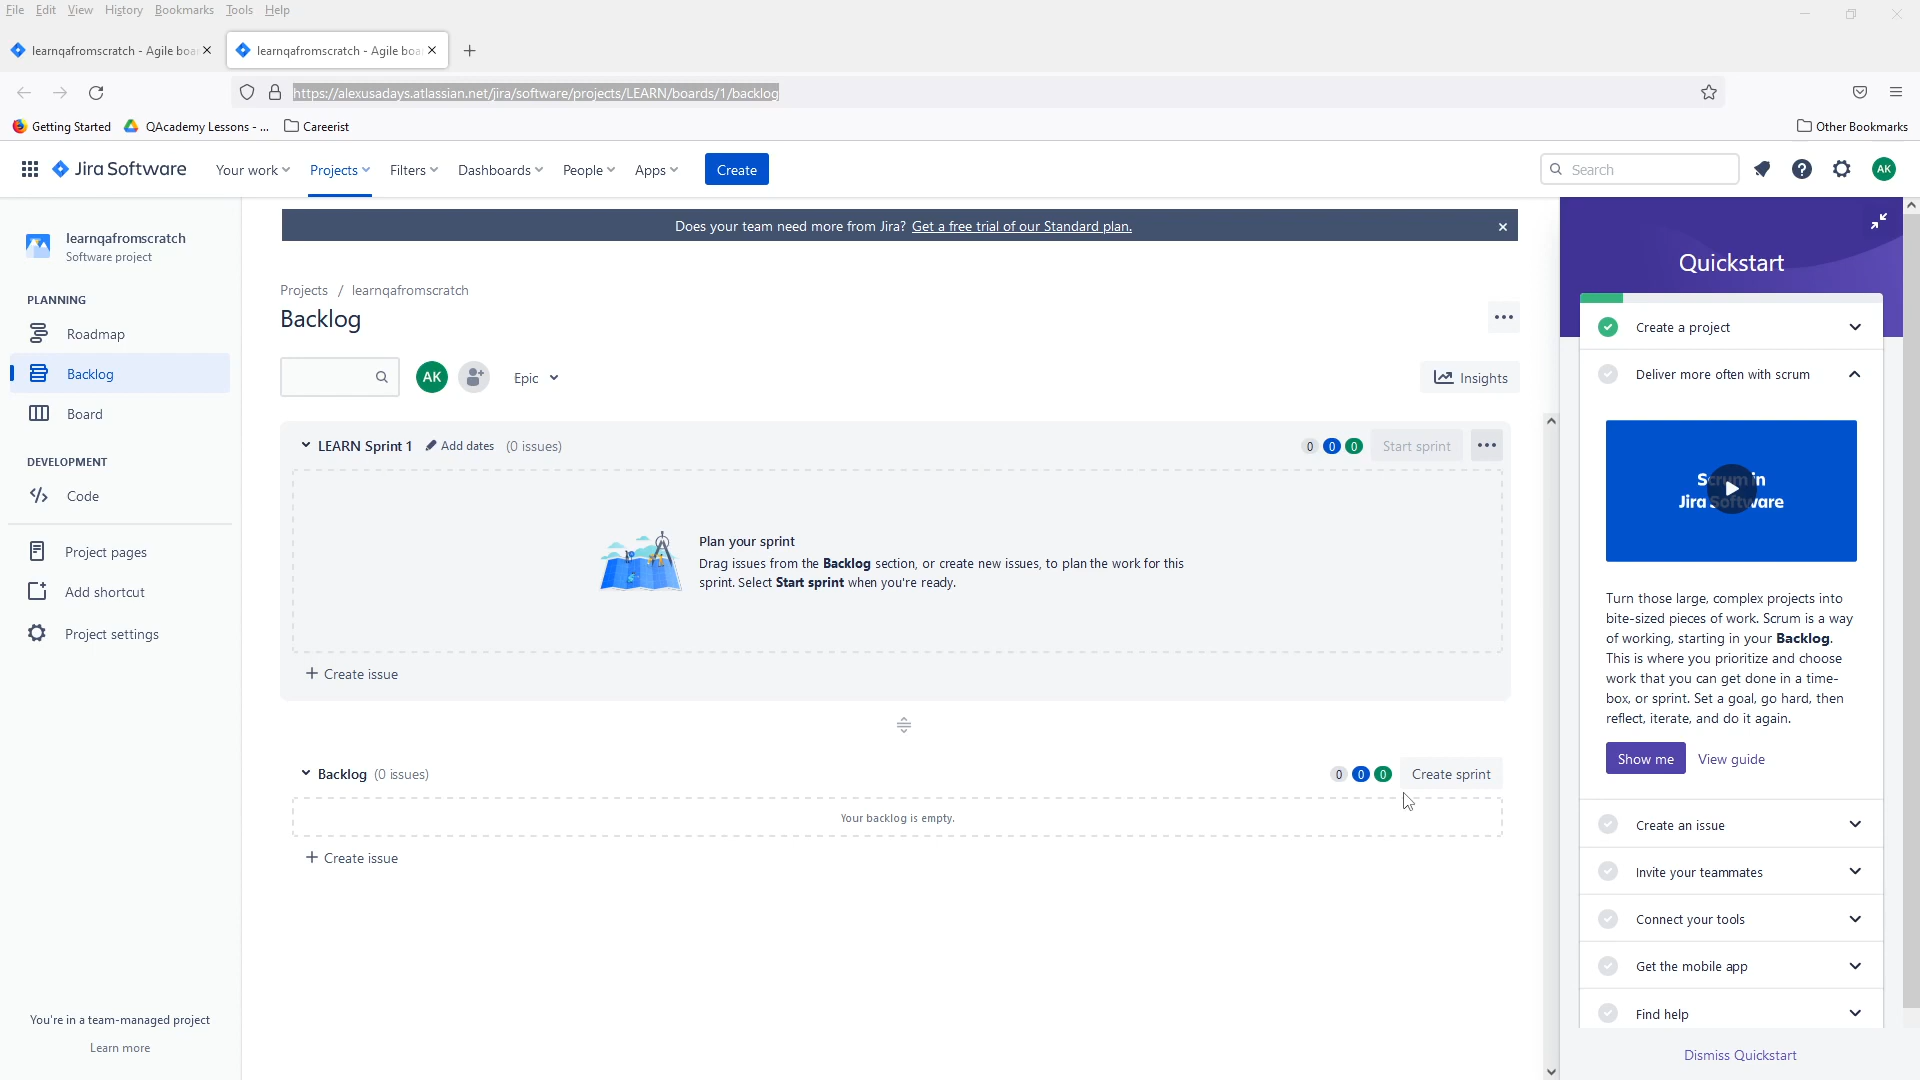 File Edit View History Bookmarks Tools Help
learnqafromscratch - Agile boar
learnqafromscratch - Agile boa
https://alexusadays.atlassian.net/jira/software/projects/LEARN/boards/1/backlog
Getting Started QAcademy Lessons - ... Careerist Other Bookmarks
Jira Software Your work Projects Filters Dashboards People Apps Create Search AK
learnqafromscratch
Software project
PLANNING
Roadmap
Backlog
Board
DEVELOPMENT
Code
Project pages
Add shortcut
Project settings
You're in a team-managed project
Learn more
Does your team need more from Jira? Get a free trial of our Standard plan.
Projects / learnqafromscratch
Backlog
AK Epic Insights
LEARN Sprint 1 Add dates (0 issues) 0 0 0 Start sprint
Plan your sprint
Drag issues from the Backlog section, or create new issues, to plan the work for this
sprint. Select Start sprint when you're ready.
+ Create issue
Backlog (0 issues) 0 0 0 Create sprint
Your backlog is empty.
+ Create issue
Quickstart
Create a project
Deliver more often with scrum
Scrum in
Jira Software
Turn those large, complex projects into
bite-sized pieces of work. Scrum is a way
of working, starting in your Backlog.
This is where you prioritize and choose
work that you can get done in a time-
box, or sprint. Set a goal, go hard, then
reflect, iterate, and do it again.
Show me View guide
Create an issue
Invite your teammates
Connect your tools
Get the mobile app
Find help
Dismiss Quickstart